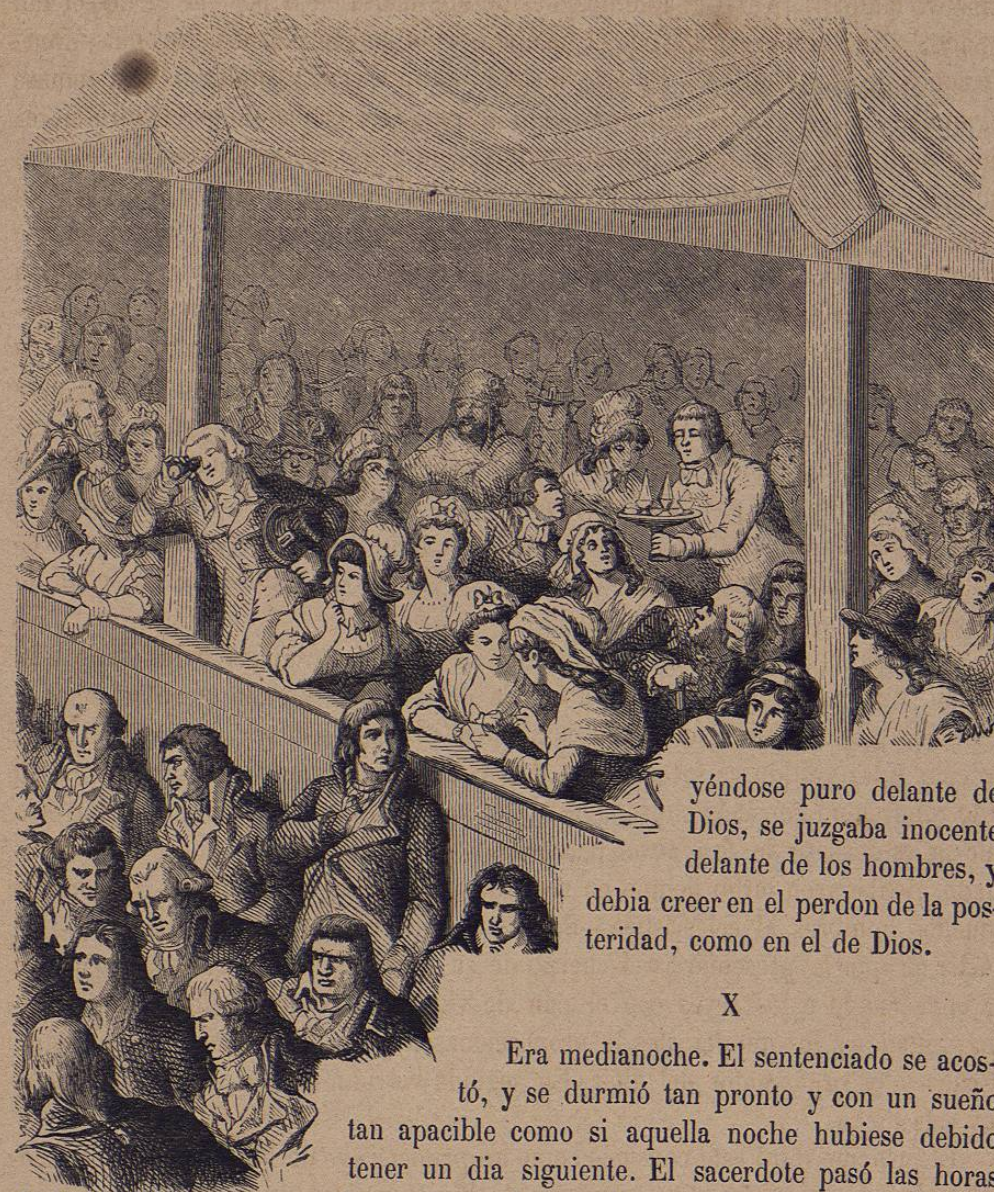 yéndose puro delante de
Dios, se juzgaba inocente
delante de los hombres, y
debia creer en el perdon de la pos-
teridad, como en el de Dios.
X
Era medianoche. El sentenciado se acos-
tó, y se durmió tan pronto y con un sueño
tan apacible como si aquella noche hubiese debido
tener un dia siguiente. El sacerdote pasó las horas